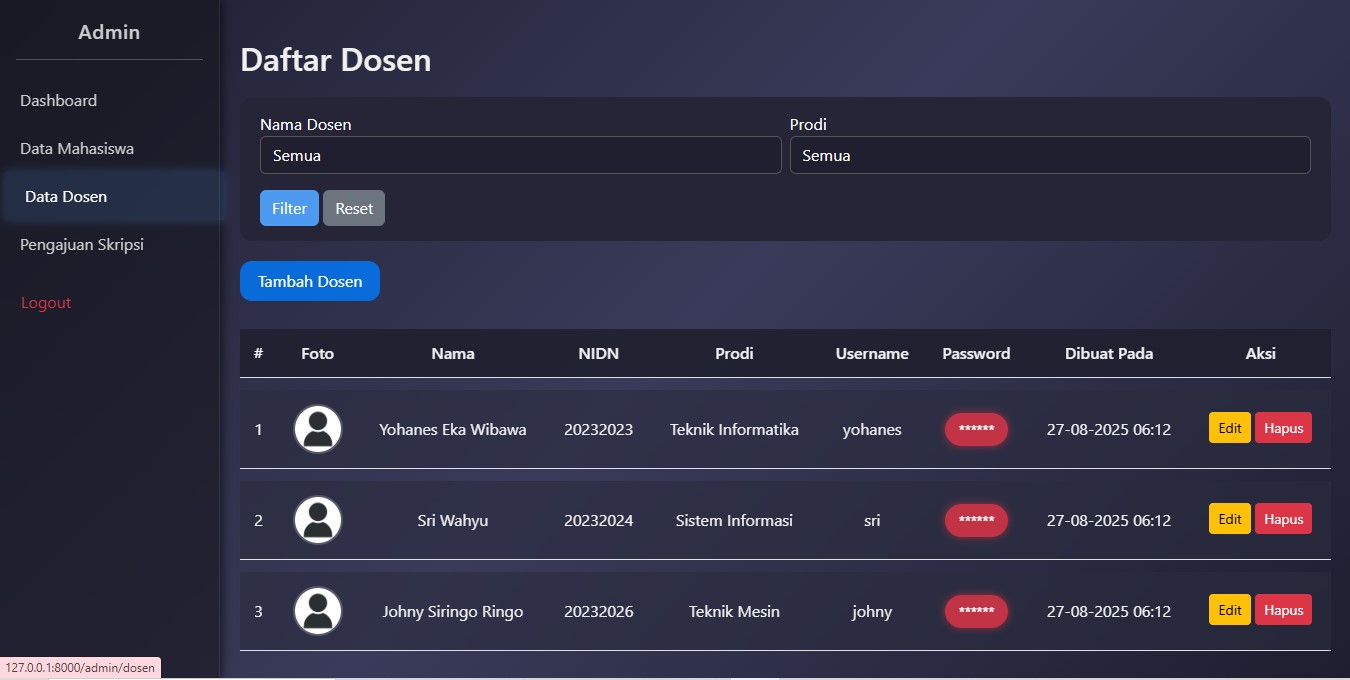 Admin
Dashboard
Data Mahasiswa
Data Dosen
Pengajuan Skripsi
Logout
Daftar Dosen
Nama Dosen Prodi
Semua Semua
Filter Reset
Tambah Dosen
# Foto Nama NIDN Prodi Username Password Dibuat Pada Aksi
1 Yohanes Eka Wibawa 20232023 Teknik Informatika yohanes ****** 27-08-2025 06:12 Edit Hapus
2 Sri Wahyu 20232024 Sistem Informasi sri ****** 27-08-2025 06:12 Edit Hapus
3 Johny Siringo Ringo 20232026 Teknik Mesin johny ****** 27-08-2025 06:12 Edit Hapus
127.0.0.1:8000/admin/dosen